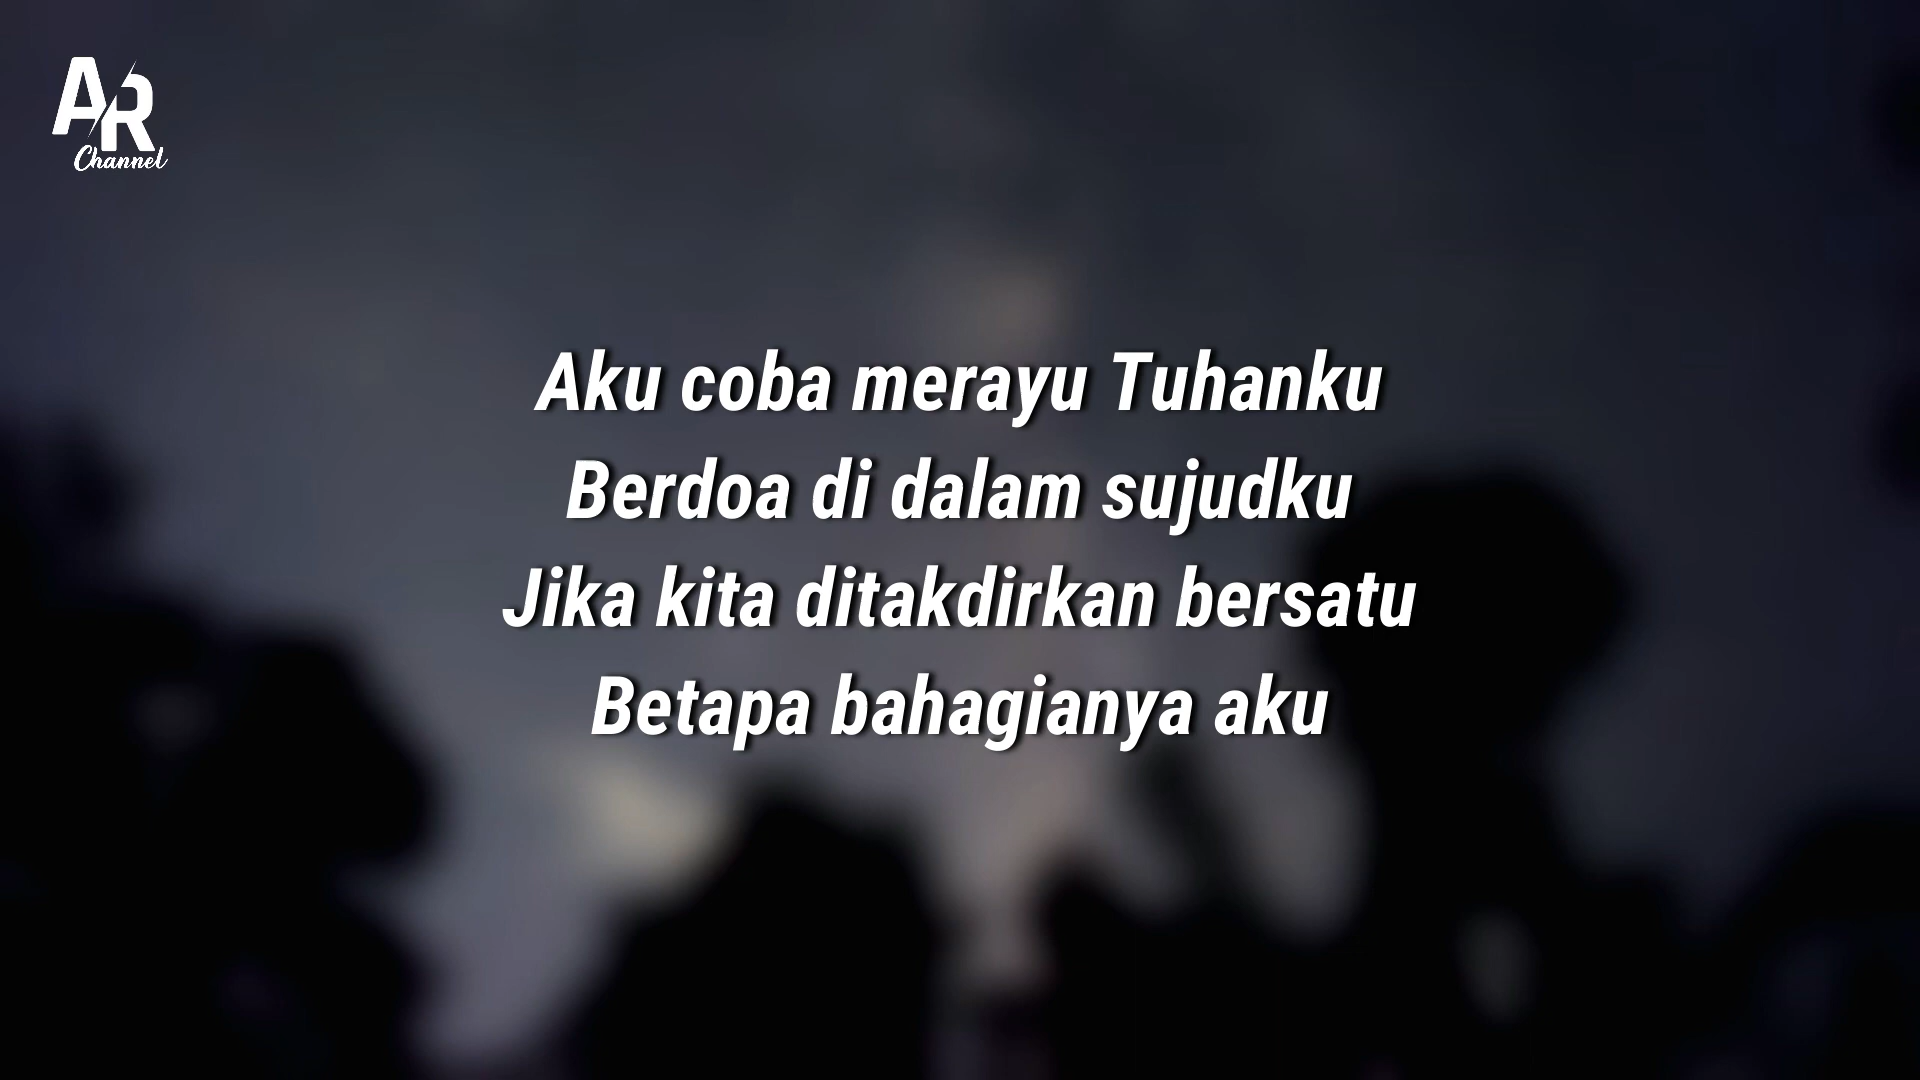 AR
Channel
Aku coba merayu Tuhanku
Berdoa di dalam sujudku
Jika kita ditakdirkan bersatu
Betapa bahagianya aku